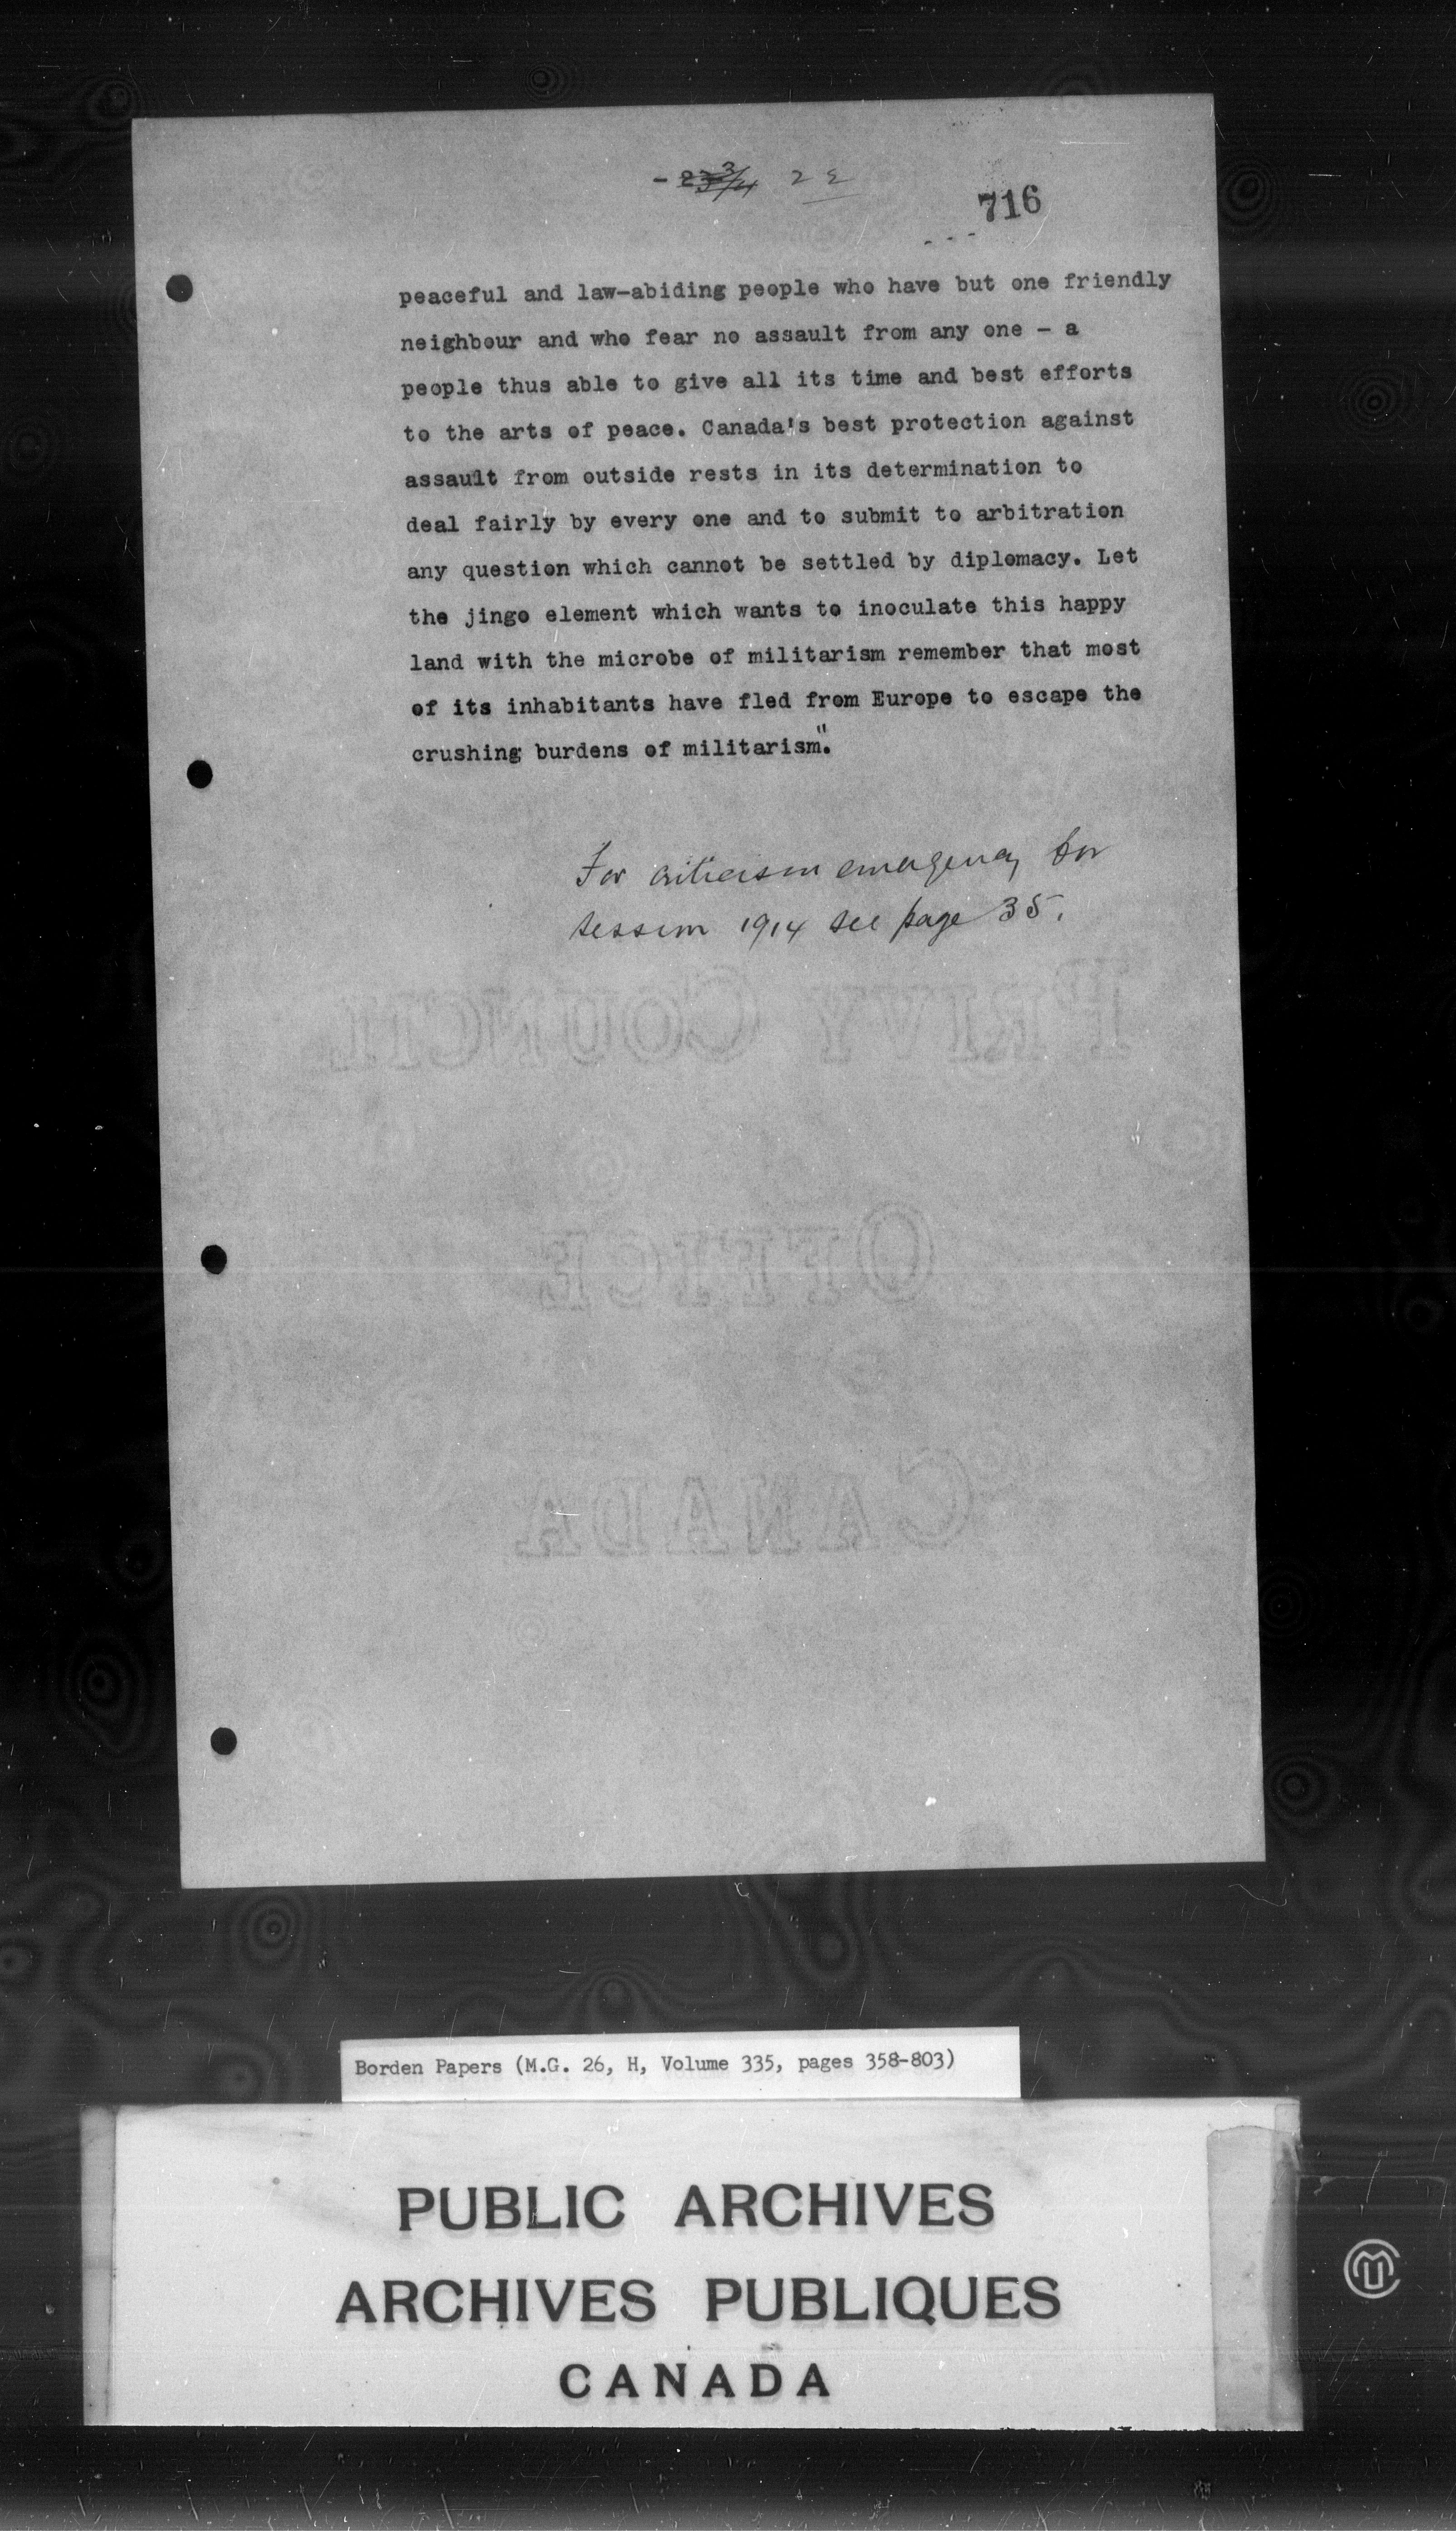 - 23 3/4 2 2
716
peaceful and law-abiding people who have but one friendly
neighbour and who fear no assault from any one - a
people thus able to give all its time and best efforts
to the arts of peace. Canada's best protection against
assault from outside rests in its determination to
deal fairly by every one and to submit to arbitration
any question which cannot be settled by diplomacy. Let
the jingo element which wants to inoculate this happy
land with the microbe of militarism remember that most
of its inhabitants have fled from Europe to escape the
crushing burdens of militarism."
For criticism emergency for
session 1914 see page 35.
PRIVY COUNCIL
OFFICE
CANADA
Borden Papers (M.G. 26, H, Volume 335, pages 358-803)
PUBLIC ARCHIVES
ARCHIVES PUBLIQUES
CANADA